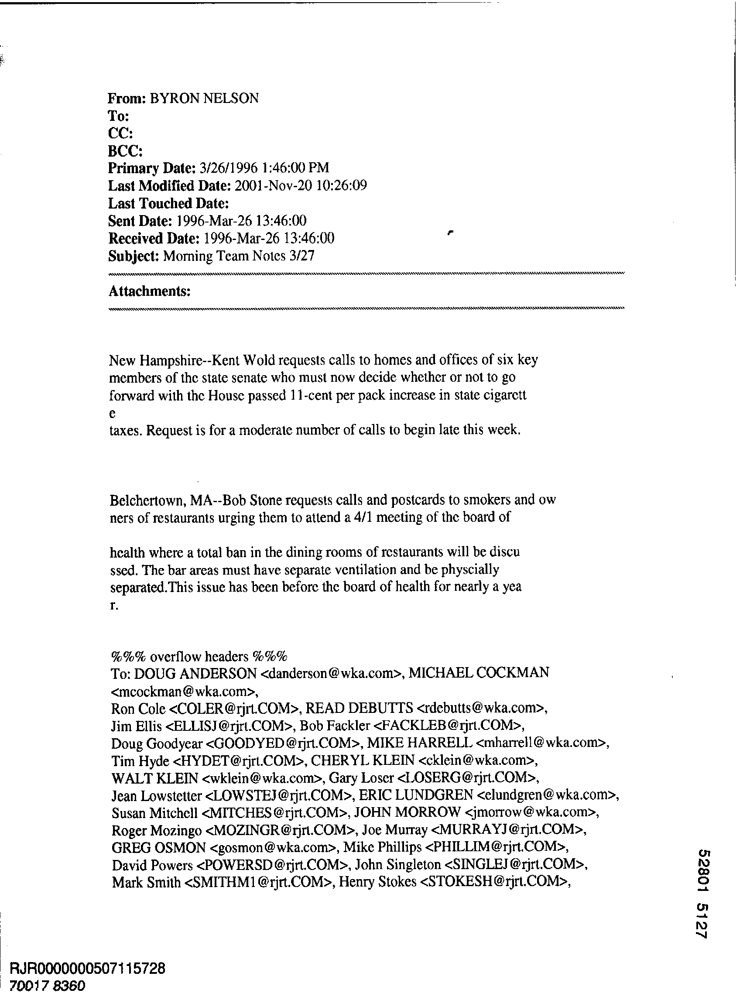 From: BYRON NELSON
To:
CC:
BCC:
Primary Date: 3/26/1996 1:46:00 PM
Last Modified Date: 2001-Nov-20 10:26:09
Last Touched Date:
Sent Date: 1996-Mar-26 13:46:00
Received Date: 1996-Mar-26 13:46:00
Subject: Morning Team Notes 3/27
Attachments:
New Hampshire--Kent Wold requests calls to homes and offices of six key
members of the state senate who must now decide whether or not to go
forward with the House passed 11-cent per pack increase in state cigarett
e
taxes. Request is for a moderate number of calls to begin late this week.
Belchertown, MA--Bob Stone requests calls and postcards to smokers and ow
ners of restaurants urging them to attend a 4/1 meeting of the board of
health where a total ban in the dining rooms of restaurants will be discu
ssed. The bar areas must have separate ventilation and be physcially
separated.This issue has been before the board of health for nearly a yea
r.
%%% overflow headers %%%
To: DOUG ANDERSON <danderson@wka.com>, MICHAEL COCKMAN
<mcockman@wka.com>,
Ron Cole <COLER@rjrt.COM>, READ DEBUTTS <rdebutts@wka.com>,
Jim Ellis <ELLISJ@rjrt.COM>, Bob Fackler <FACKLEB@rjrt.COM>,
Doug Goodyear <GOODYED@rjrt.COM>, MIKE HARRELL <mharrell@wka.com>,
Tim Hyde <HYDET@rjrt.COM>, CHERYL KLEIN <cklein@wka.com>,
WALT KLEIN <wklein@wka.com>, Gary Loser <LOSERG@rjrt.COM>,
Jean Lowstetter <LOWSTEJ@rjrt.COM>, ERIC LUNDGREN <elundgren@wka.com>,
Susan Mitchell <MITCHES@rjrt.COM>, JOHN MORROW <jmorrow@wka.com>,
Roger Mozingo <MOZINGR@rjrt.COM>, Joe Murray <MURRAYJ@rjrt.COM>,
GREG OSMON <gosmon@wka.com>, Mike Phillips <PHILLIM@rjrt.COM>,
David Powers <POWERSD@rjrt.COM>, John Singleton <SINGLEJ@rjrt.COM>,
Mark Smith <SMITHM1@rjrt.COM>, Henry Stokes <STOKESH@rjrt.COM>,
52801 5127
RJR0000000507115728
70017 8360